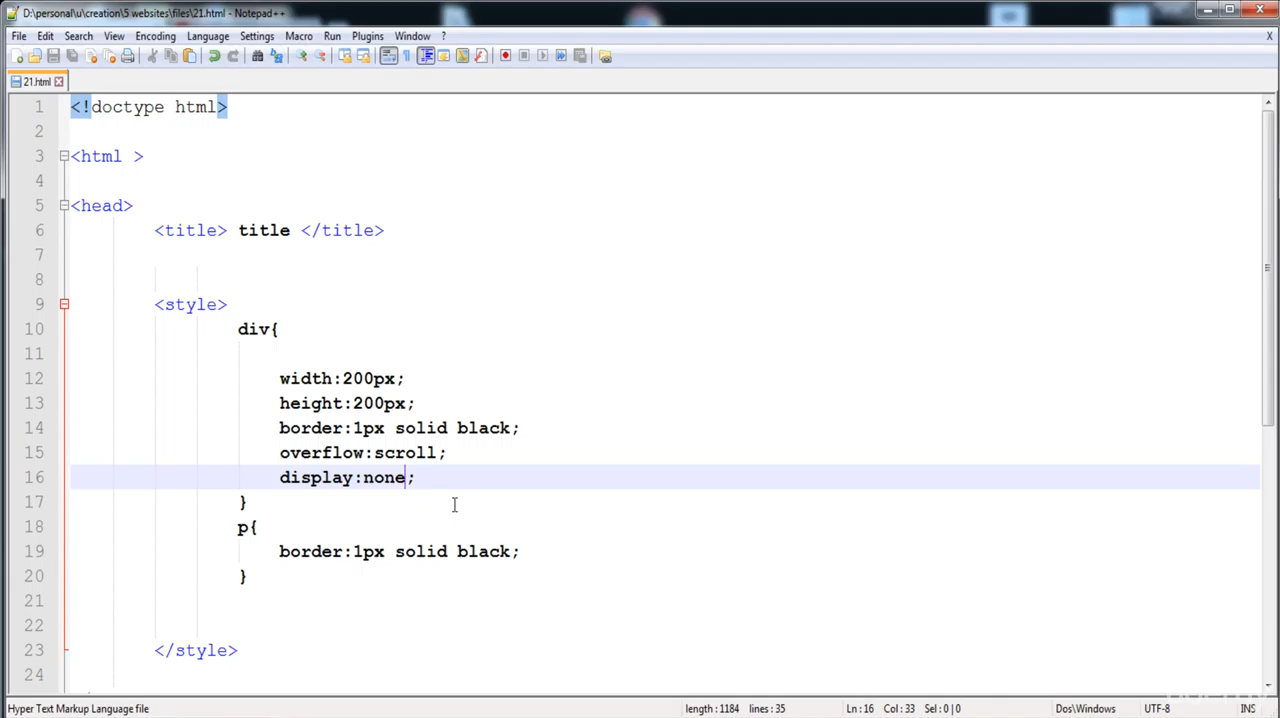 D:\personal\u\creation\5 websites\files\21.html - Notepad++
File Edit Search View Encoding Language Settings Macro Run Plugins Window ? X
21.html
1 <!doctype html>
2
3 <html >
4
5 <head>
6 <title> title </title>
7
8
9 <style>
10 div{
11
12 width:200px;
13 height:200px;
14 border:1px solid black;
15 overflow:scroll;
16 display:none;
17 }
18 p{
19 border:1px solid black;
20 }
21
22
23 </style>
24
Hyper Text Markup Language file length : 1184 lines : 35 Ln : 16 Col : 33 Sel : 0 | 0 Dos\Windows UTF-8 INS